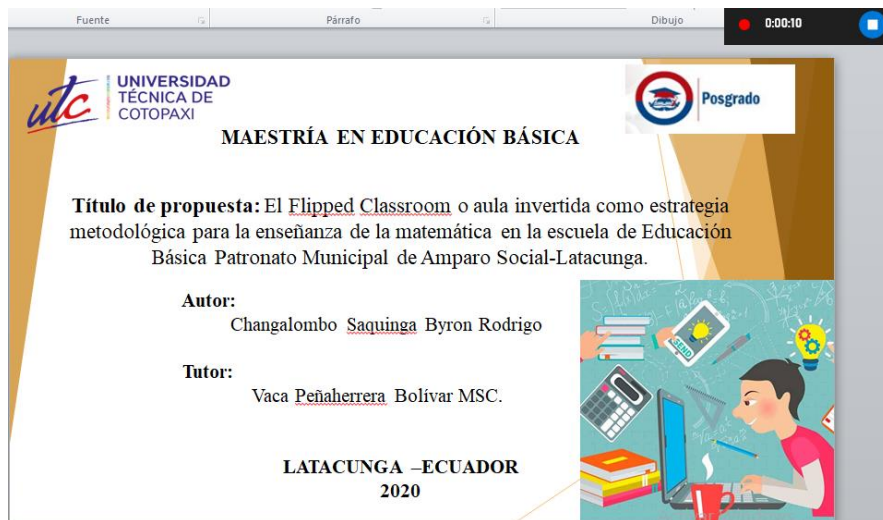 Fuente Párrafo Dibujo 0:00:10
utc UNIVERSIDAD
TÉCNICA DE
COTOPAXI
Posgrado
MAESTRÍA EN EDUCACIÓN BÁSICA
Título de propuesta: El Flipped Classroom o aula invertida como estrategia
metodológica para la enseñanza de la matemática en la escuela de Educación
Básica Patronato Municipal de Amparo Social-Latacunga.
Autor:
Changalombo Saquinga Byron Rodrigo
Tutor:
Vaca Peñaherrera Bolívar MSC.
SEND
LATACUNGA –ECUADOR
2020